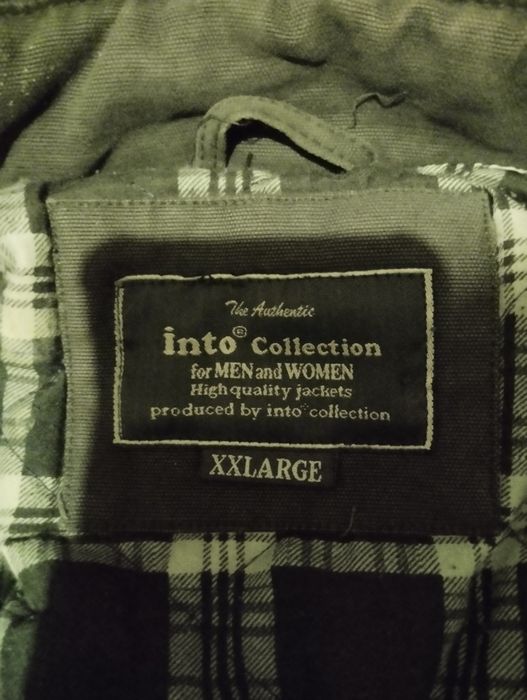 The Authentic
into® Collection
for MEN and WOMEN
High quality jackets
produced by into collection
XXLARGE